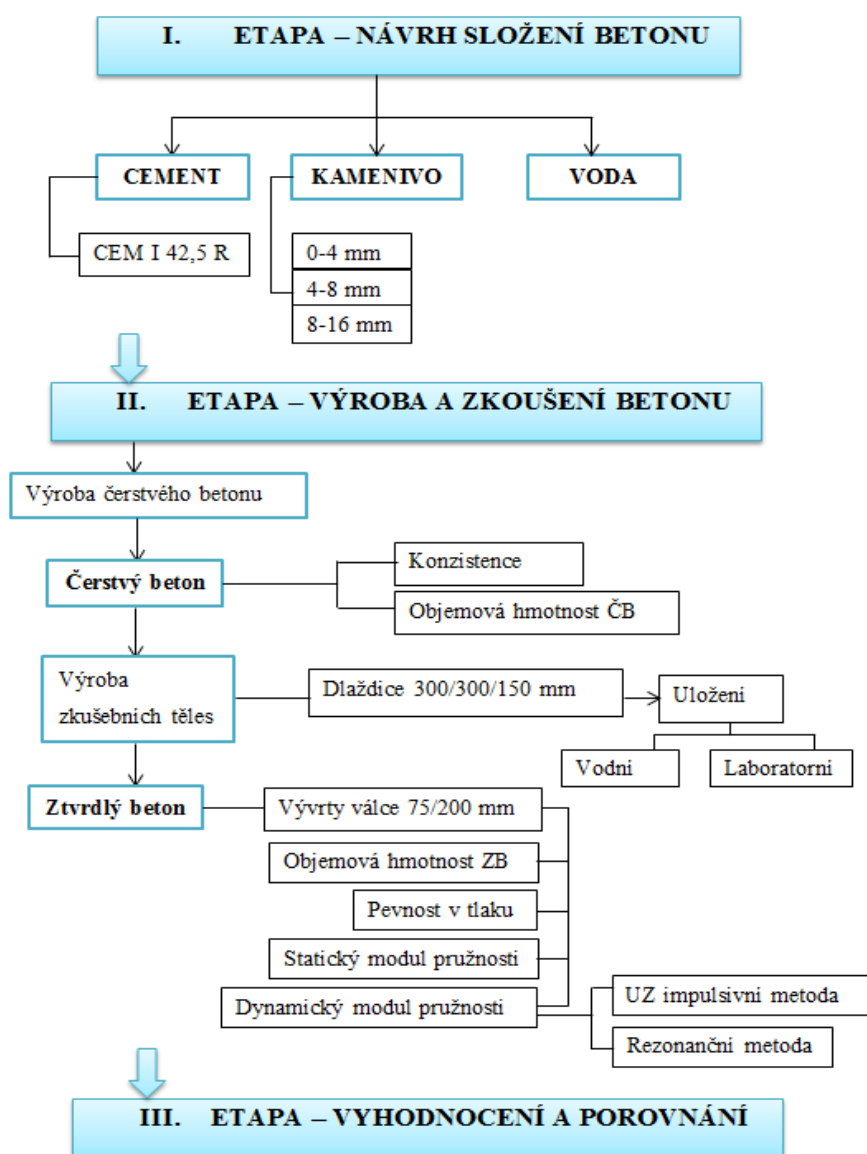 I. ETAPA – NÁVRH SLOŽENÍ BETONU
CEMENT
KAMENIVO
VODA
CEM I 42,5 R
0-4 mm
4-8 mm
8-16 mm
II. ETAPA – VÝROBA A ZKOUŠENÍ BETONU
Výroba čerstvého betonu
Čerstvý beton
Konzistence
Objemová hmotnost ČB
Výroba
zkušebních těles
Dlaždice 300/300/150 mm
Uložení
Vodní
Laboratorní
Ztvrdlý beton
Vývrty válce 75/200 mm
Objemová hmotnost ZB
Pevnost v tlaku
Statický modul pružnosti
Dynamický modul pružnosti
UZ impulsivní metoda
Rezonanční metoda
III. ETAPA – VYHODNOCENÍ A POROVNÁNÍ